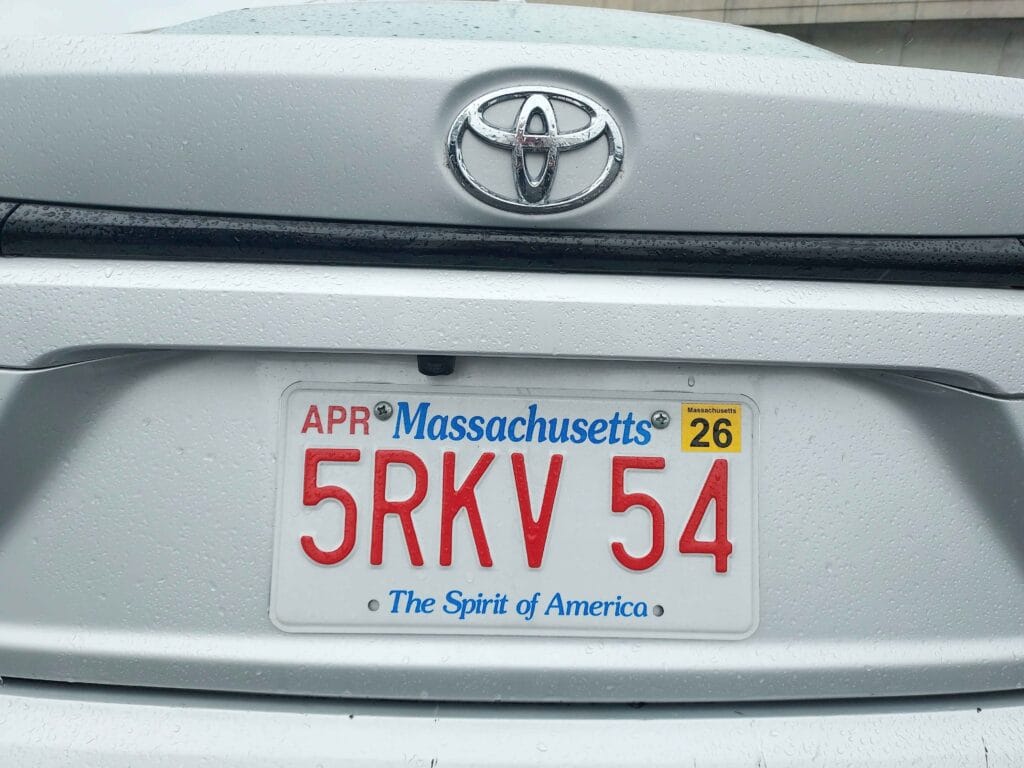 APR Massachusetts
Massachusetts
26
5RKV 54
The Spirit of America